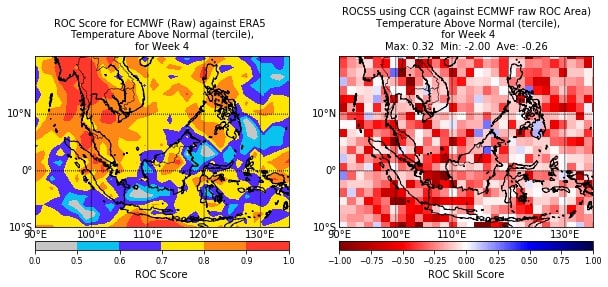 ROC Score for ECMWF (Raw) against ERA5
Temperature Above Normal (tercile),
for Week 4
10°N
0°
10°S
90°E 100°E 110°E 120°E 130°E
0.0 0.5 0.6 0.7 0.8 0.9 1.0
ROC Score
ROCSS using CCR (against ECMWF raw ROC Area)
Temperature Above Normal (tercile),
for Week 4
Max: 0.32 Min: -2.00 Ave: -0.26
10°N
0°
10°S
90°E 100°E 110°E 120°E 130°E
−1.00 −0.75 −0.50 −0.25 0.00 0.25 0.50 0.75 1.00
ROC Skill Score